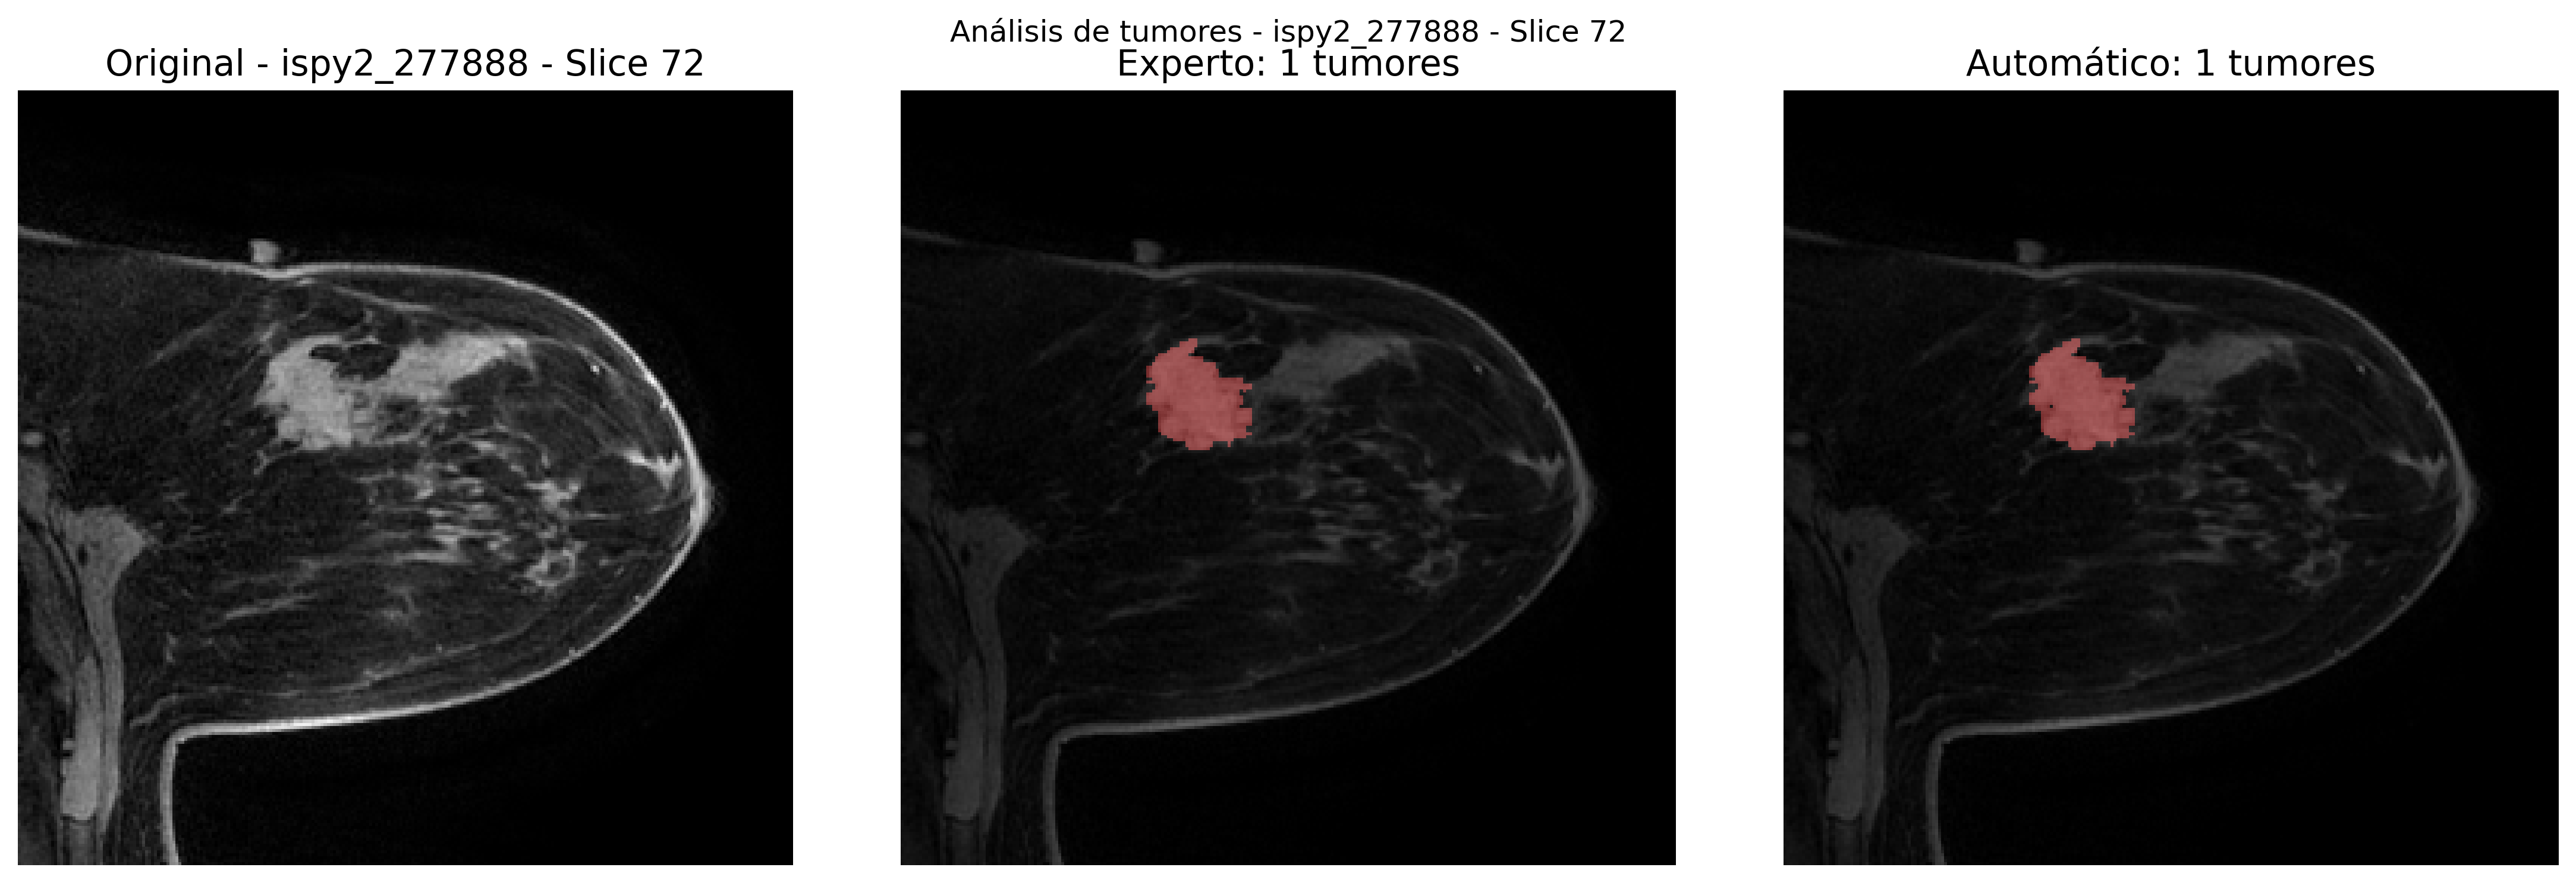 Análisis de tumores - ispy2_277888 - Slice 72
Original - ispy2_277888 - Slice 72
Experto: 1 tumores
Automático: 1 tumores